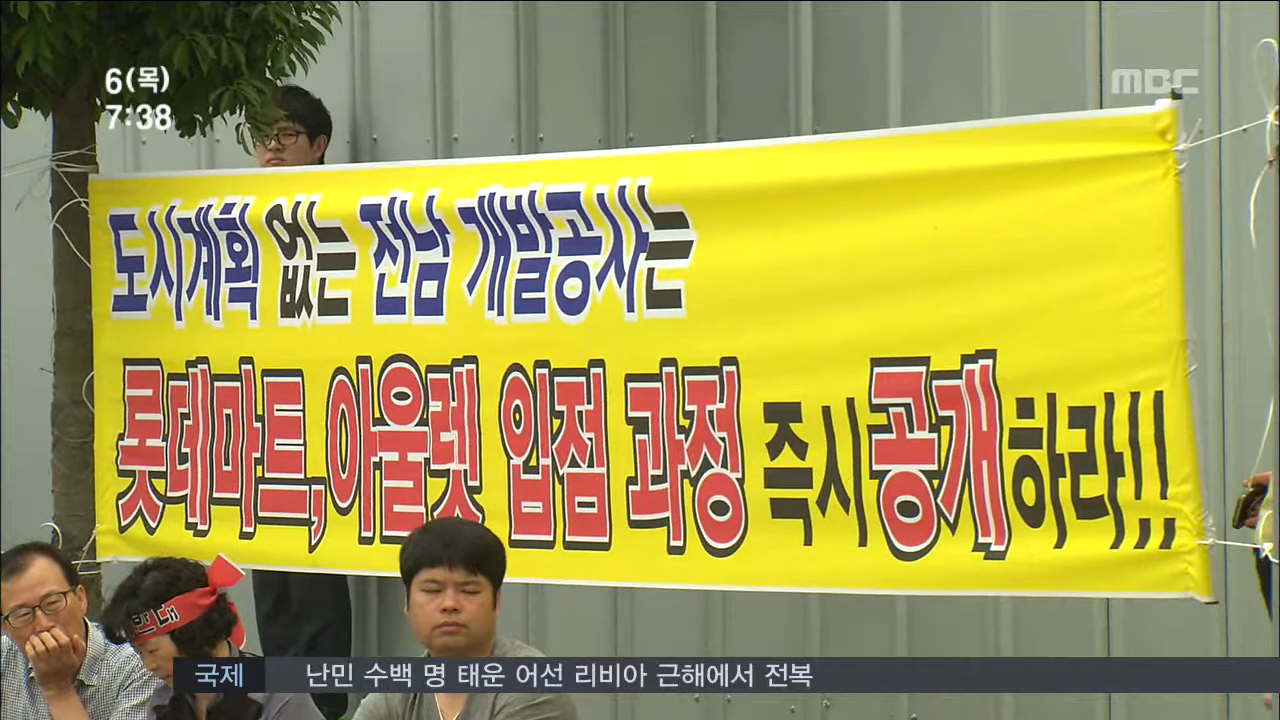 6(목)
7:38
MBC
도시계획 없는 전남 개발공사는
롯데마트,아울렛 입점 과정 즉시공개하라!!
반대
국제 난민 수백 명 태운 어선 리비아 근해에서 전복